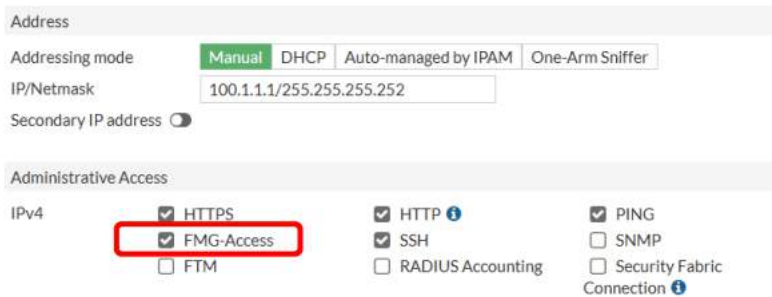 Address
Addressing mode Manual DHCP Auto-managed by IPAM One-Arm Sniffer
IP/Netmask 100.1.1.1/255.255.255.252
Secondary IP address
Administrative Access
IPv4 HTTPS HTTP PING
FMG-Access SSH SNMP
FTM RADIUS Accounting Security Fabric
Connection